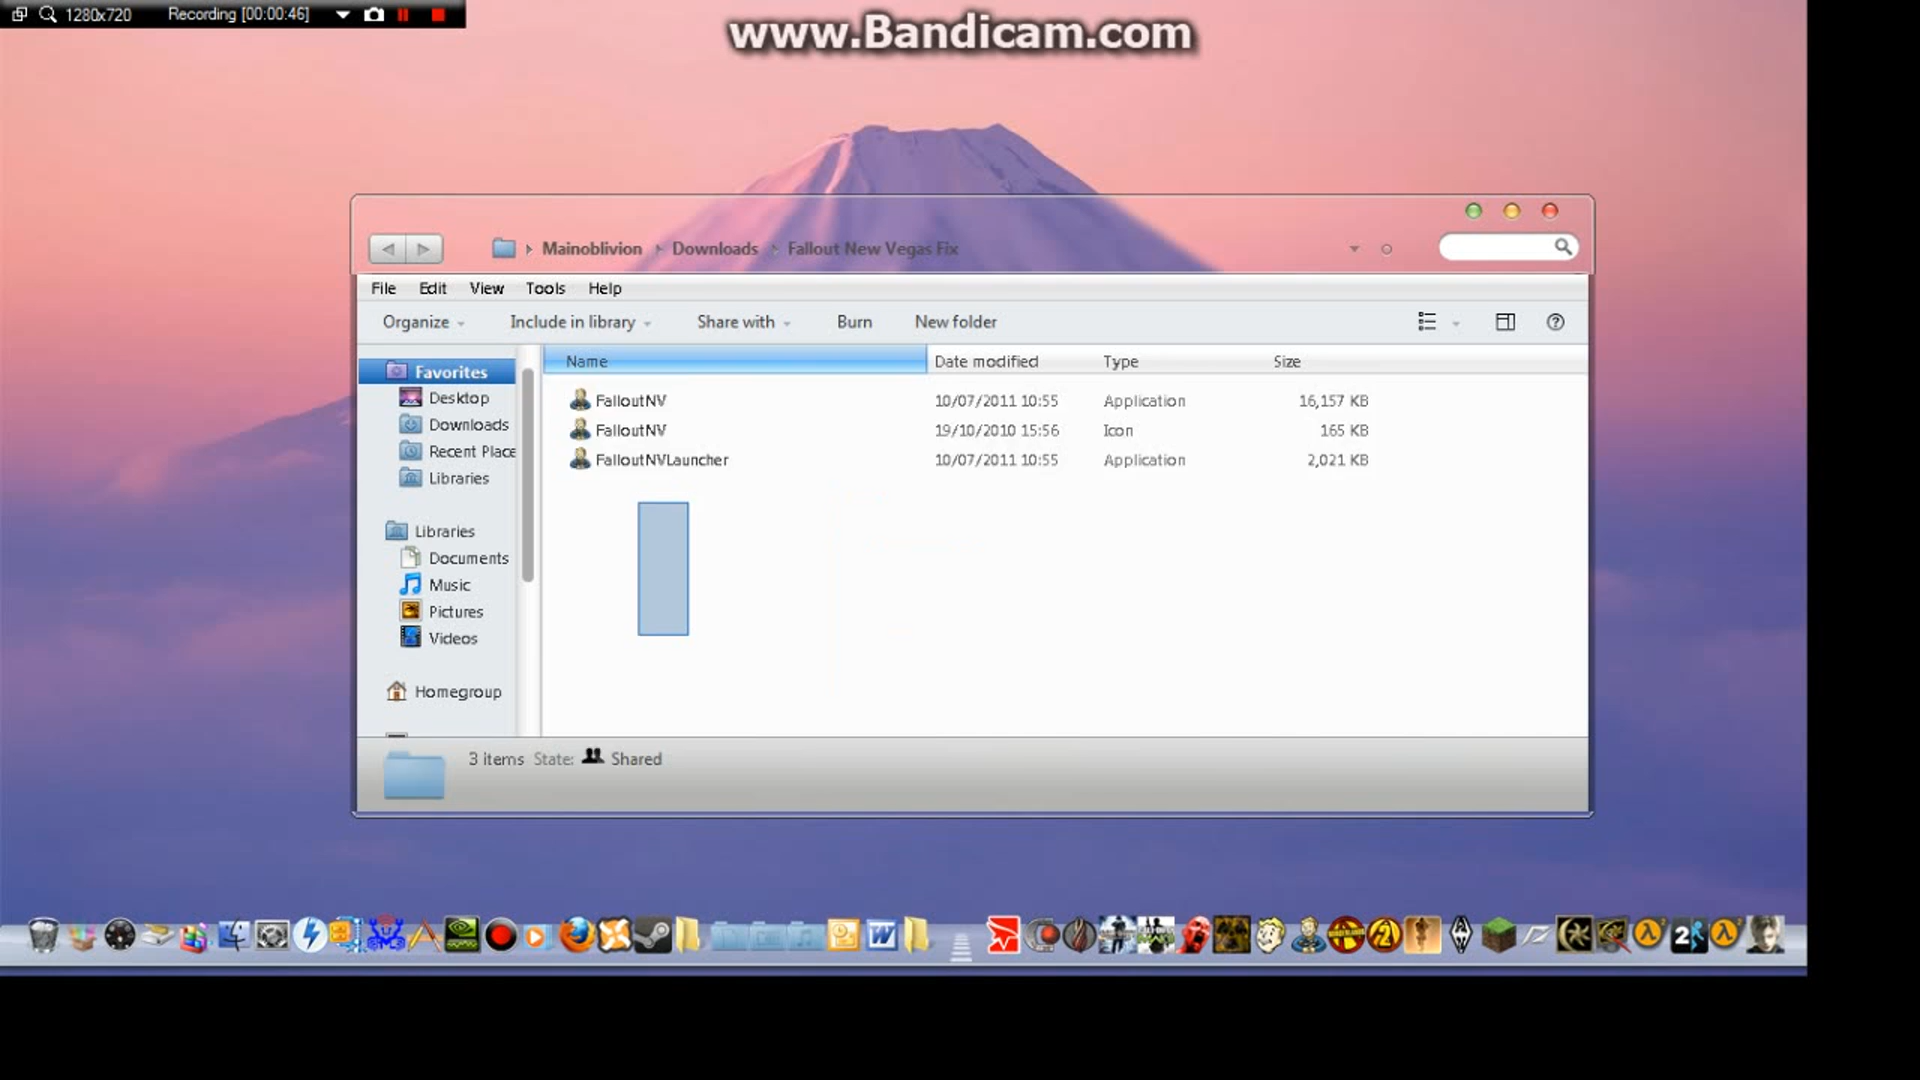 1280x720 Recording [00:00:46]
www.Bandicam.com
Mainoblivion Downloads Fallout New Vegas Fix
File Edit View Tools Help
Organize Include in library Share with Burn New folder
Name Date modified Type Size
Favorites
Desktop
Downloads
Recent Place
Libraries
Libraries
Documents
Music
Pictures
Videos
Homegroup
FalloutNV 10/07/2011 10:55 Application 16,157 KB
FalloutNV 19/10/2010 15:56 Icon 165 KB
FalloutNVLauncher 10/07/2011 10:55 Application 2,021 KB
3 items State: Shared